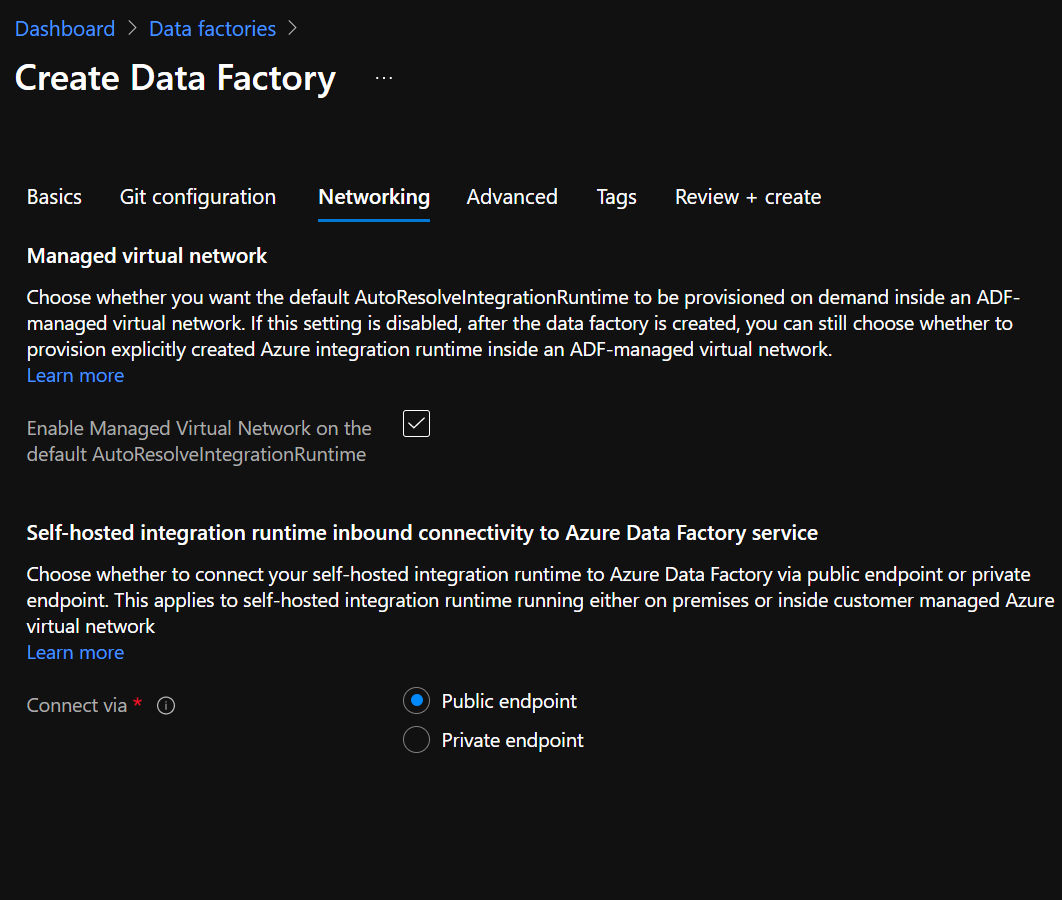 Dashboard > Data factories >
Create Data Factory ...
Basics Git configuration Networking Advanced Tags Review + create
Managed virtual network
Choose whether you want the default AutoResolveIntegrationRuntime to be provisioned on demand inside an ADF-
managed virtual network. If this setting is disabled, after the data factory is created, you can still choose whether to
provision explicitly created Azure integration runtime inside an ADF-managed virtual network.
Learn more
Enable Managed Virtual Network on the
default AutoResolveIntegrationRuntime
Self-hosted integration runtime inbound connectivity to Azure Data Factory service
Choose whether to connect your self-hosted integration runtime to Azure Data Factory via public endpoint or private
endpoint. This applies to self-hosted integration runtime running either on premises or inside customer managed Azure
virtual network
Learn more
Connect via *
Public endpoint
Private endpoint